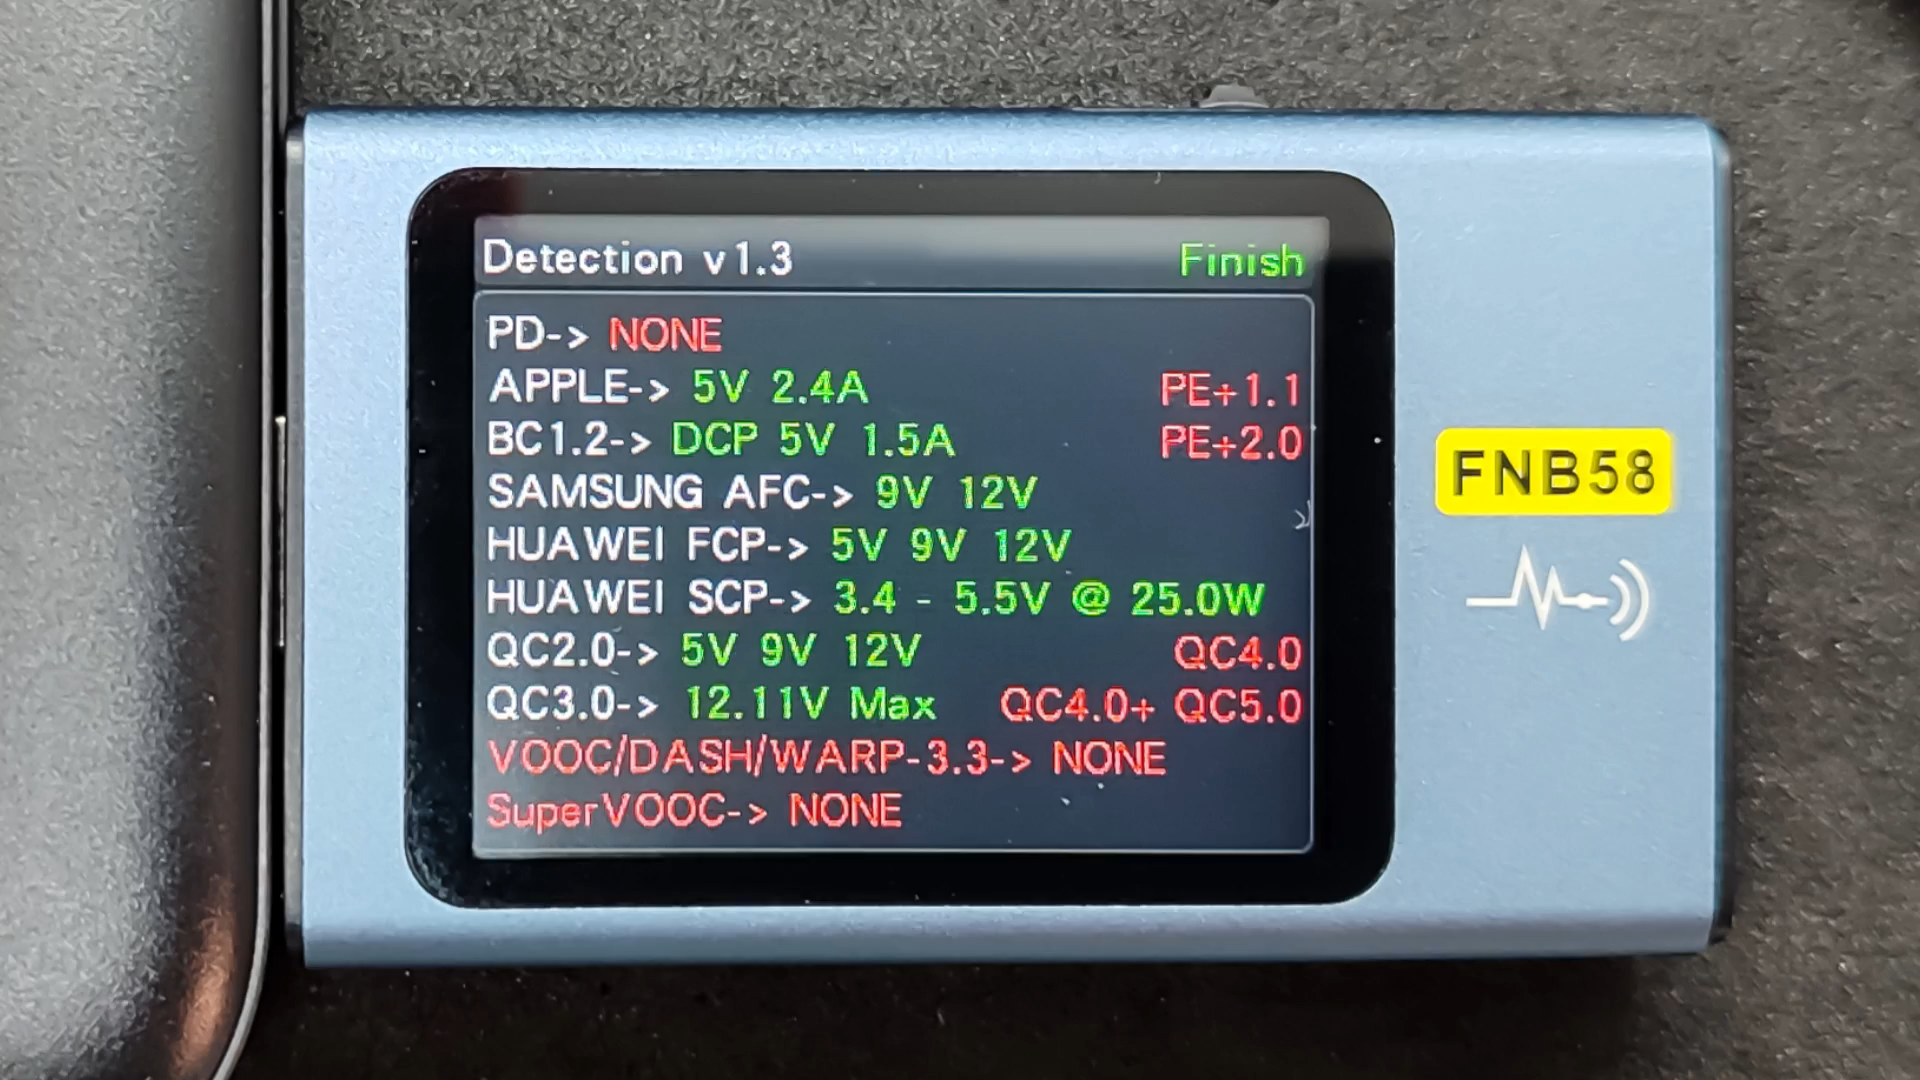 Detection v1.3 Finish
PD-> NONE
APPLE-> 5V 2.4A PE+1.1
BC1.2-> DCP 5V 1.5A PE+2.0
SAMSUNG AFC-> 9V 12V
HUAWEI FCP-> 5V 9V 12V
HUAWEI SCP-> 3.4 - 5.5V @ 25.0W
QC2.0-> 5V 9V 12V QC4.0
QC3.0-> 12.11V Max QC4.0+ QC5.0
VOOC/DASH/WARP-3.3-> NONE
SuperVOOC-> NONE
FNB58